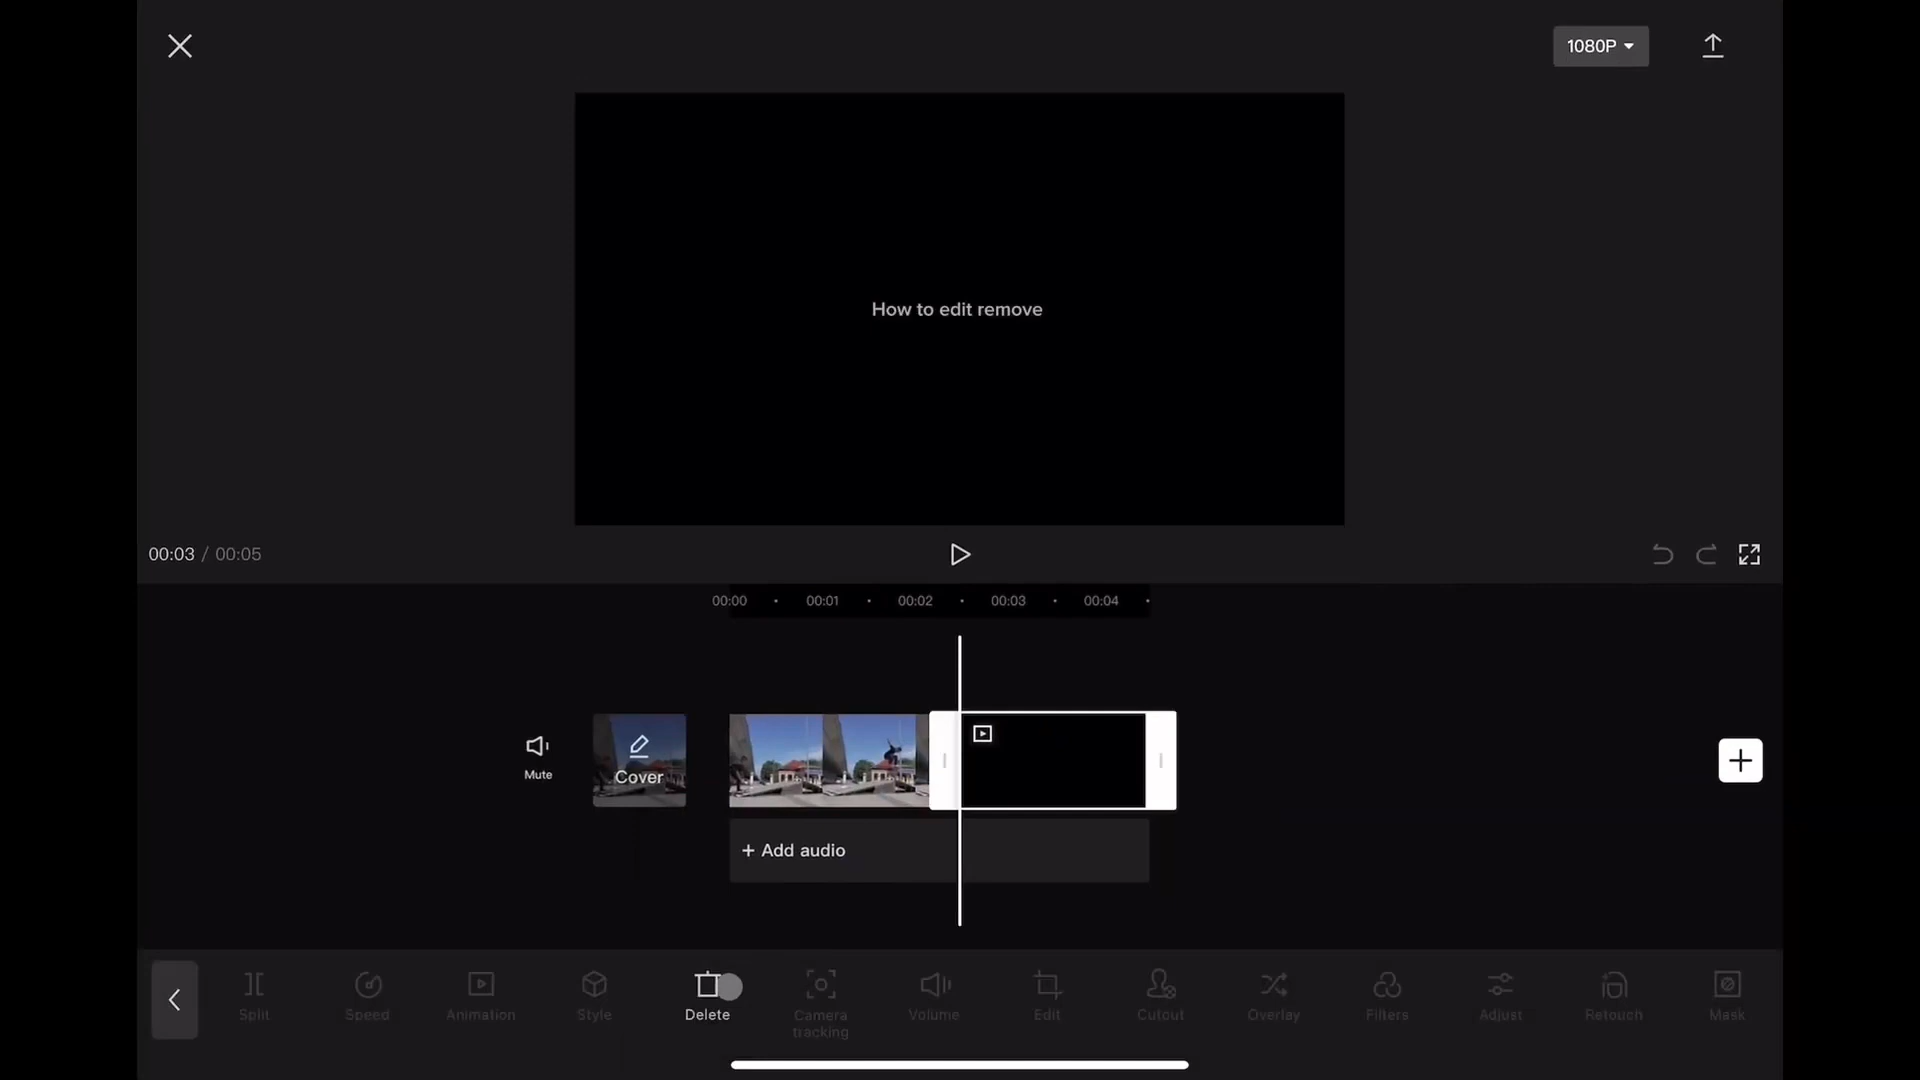 1080P
How to edit remove
00:03 / 00:05
00:00 00:01 00:02 00:03 00:04
Mute
Cover
+ Add audio
Split
Speed
Animation
Style
Delete
Camera
tracking
Volume
Edit
Cutout
Overlay
Filters
Adjust
Retouch
Mask